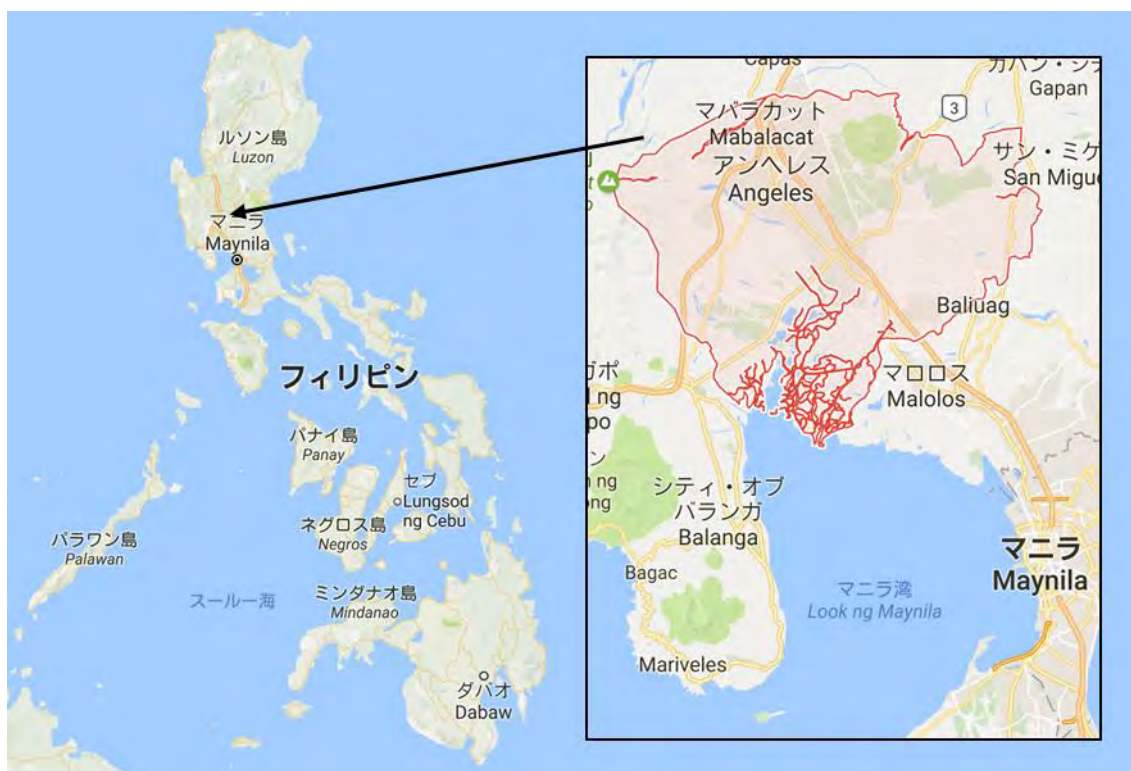 ルソン島
Luzon
マニラ
Maynila
フィリピン
パナイ島
Panay
セブ
Lungsod
ng Cebu
ネグロス島
Negros
パラワン島
Palawan
スールー海
ミンダナオ島
Mindanao
ダバオ
Dabaw
Capas
Gapan
3
マバラカット
Mabalacat
アンヘレス
Angeles
サン・ミゲ
San Migue
Baliuag
マロロス
Malolos
ng
シティ・オブ
バランガ
Balanga
Bagac
マニラ
Maynila
マニラ湾
Look ng Maynila
Mariveles